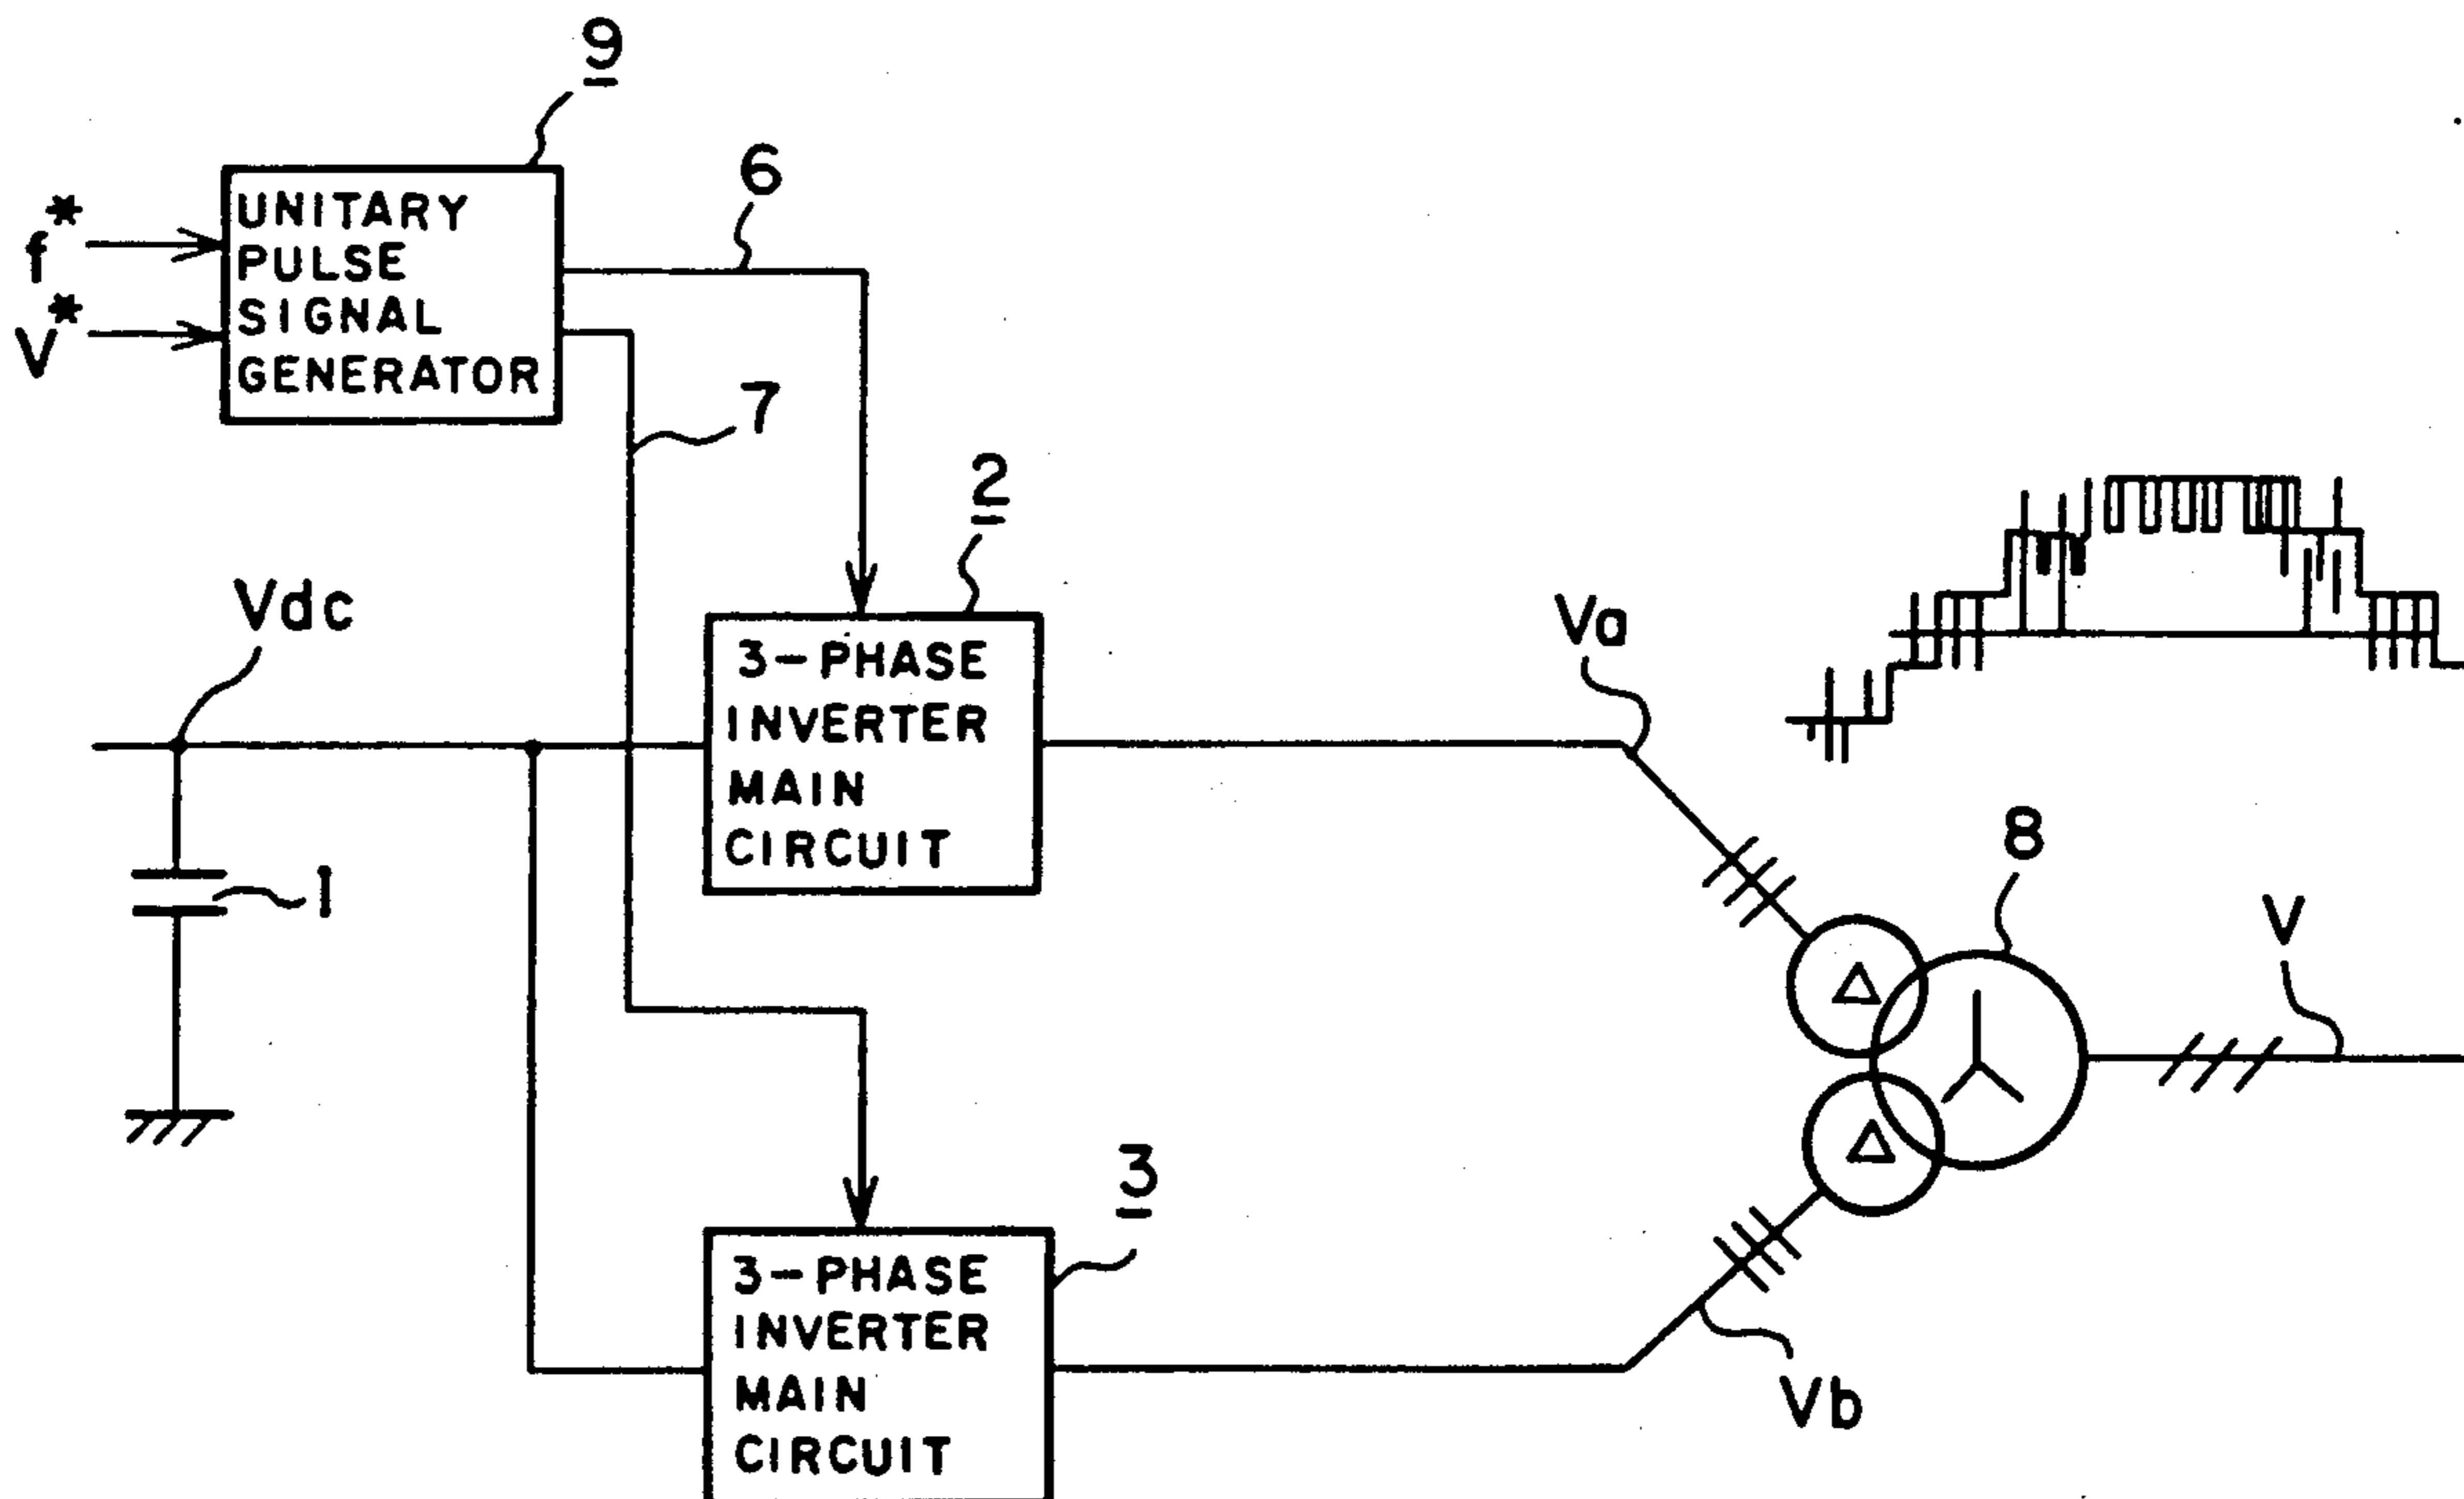 9
6
f*
V*
UNITARY
PULSE
SIGNAL
GENERATOR
7
2
Vdc
3-PHASE
INVERTER
MAIN
CIRCUIT
Va
1
8
V
3
3-PHASE
INVERTER
MAIN
CIRCUIT
Vb